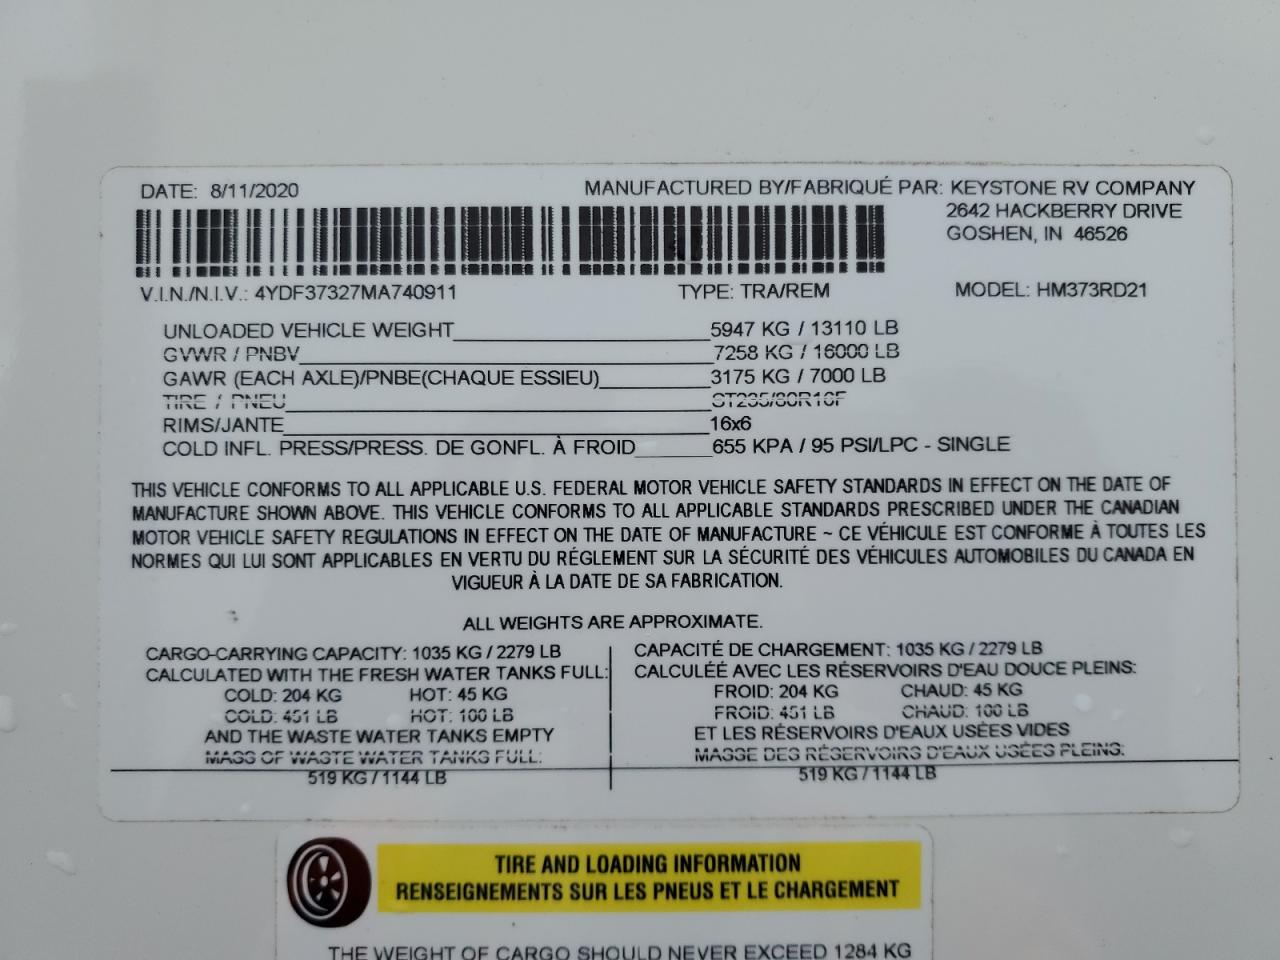 DATE: 8/11/2020
MANUFACTURED BY/FABRIQUÉ PAR: KEYSTONE RV COMPANY
2642 HACKBERRY DRIVE
GOSHEN, IN 46526
V.I.N./N.I.V.: 4YDF37327MA740911 TYPE: TRA/REM MODEL: HM373RD21
UNLOADED VEHICLE WEIGHT 5947 KG / 13110 LB
GVWR / PNBV 7258 KG / 16000 LB
GAWR (EACH AXLE)/PNBE(CHAQUE ESSIEU) 3175 KG / 7000 LB
TIRE / PNEU ST235/80R16F
RIMS/JANTE 16x6
COLD INFL. PRESS/PRESS. DE GONFL. À FROID 655 KPA / 95 PSI/LPC - SINGLE
THIS VEHICLE CONFORMS TO ALL APPLICABLE U.S. FEDERAL MOTOR VEHICLE SAFETY STANDARDS IN EFFECT ON THE DATE OF
MANUFACTURE SHOWN ABOVE. THIS VEHICLE CONFORMS TO ALL APPLICABLE STANDARDS PRESCRIBED UNDER THE CANADIAN
MOTOR VEHICLE SAFETY REGULATIONS IN EFFECT ON THE DATE OF MANUFACTURE ~ CE VÉHICULE EST CONFORME À TOUTES LES
NORMES QUI LUI SONT APPLICABLES EN VERTU DU RÉGLEMENT SUR LA SÉCURITÉ DES VÉHICULES AUTOMOBILES DU CANADA EN
VIGUEUR À LA DATE DE SA FABRICATION.
ALL WEIGHTS ARE APPROXIMATE.
CARGO-CARRYING CAPACITY: 1035 KG / 2279 LB
CALCULATED WITH THE FRESH WATER TANKS FULL:
COLD: 204 KG HOT: 45 KG
COLD: 451 LB HOT: 100 LB
AND THE WASTE WATER TANKS EMPTY
MASS OF WASTE WATER TANKS FULL:
519 KG / 1144 LB
CAPACITÉ DE CHARGEMENT: 1035 KG / 2279 LB
CALCULÉÉ AVEC LES RÉSERVOIRS D'EAU DOUCE PLEINS:
FROID: 204 KG CHAUD: 45 KG
FROID: 451 LB CHAUD: 100 LB
ET LES RÉSERVOIRS D'EAUX USÉES VIDES
MASSE DES RÉSERVOIRS D'EAUX USÉES PLEINS:
519 KG / 1144 LB
TIRE AND LOADING INFORMATION
RENSEIGNEMENTS SUR LES PNEUS ET LE CHARGEMENT
THE WEIGHT OF CARGO SHOULD NEVER EXCEED 1284 KG